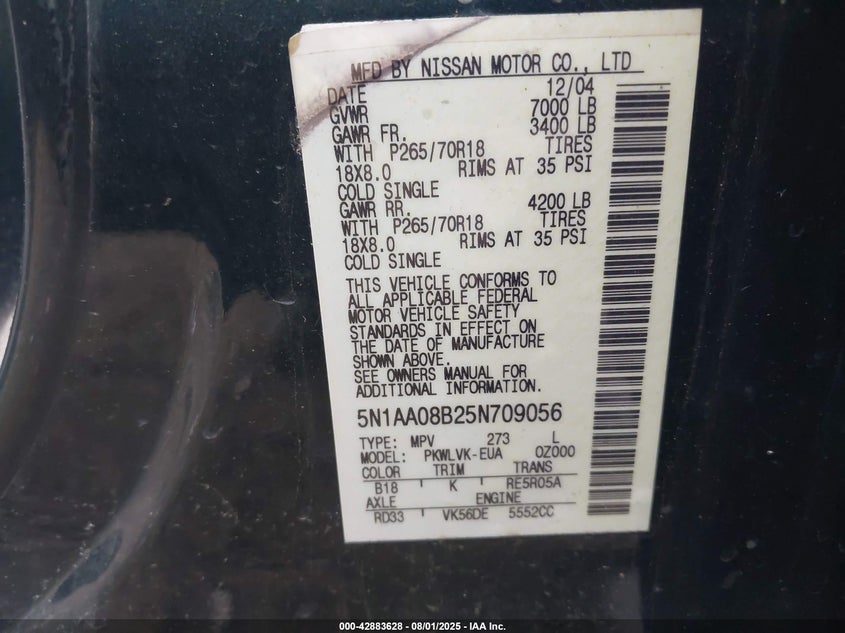 MFD BY NISSAN MOTOR CO., LTD
DATE 12/04
GVWR 7000 LB
GAWR FR. 3400 LB
WITH P265/70R18 TIRES
18X8.0 RIMS AT 35 PSI
COLD SINGLE
GAWR RR. 4200 LB
WITH P265/70R18 TIRES
18X8.0 RIMS AT 35 PSI
COLD SINGLE
THIS VEHICLE CONFORMS TO
ALL APPLICABLE FEDERAL
MOTOR VEHICLE SAFETY
STANDARDS IN EFFECT ON
THE DATE OF MANUFACTURE
SHOWN ABOVE.
SEE OWNERS MANUAL FOR
ADDITIONAL INFORMATION.
5N1AA08B25N709056
TYPE: MPV 273 L
MODEL: PKWLVK-EUA 0Z000
COLOR TRIM TRANS
B18 K RE5R05A
AXLE ENGINE
RD33 VK56DE 5552CC
000-42883628 - 08/01/2025 - IAA Inc.